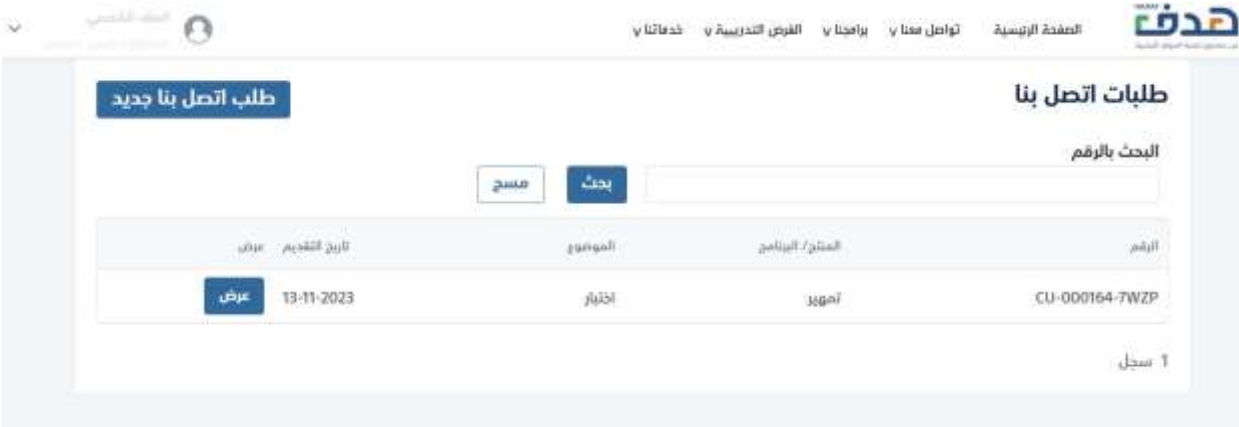 هدف
الصفحة الرئيسية تواصل معنا برامجنا الفرص التدريبية خدماتنا
طلبات اتصل بنا
طلب اتصل بنا جديد
البحث بالرقم
بحث مسح
الرقم المنتج/ البرنامج الموضوع تاريخ التقديم عرض
CU-000164-7WZP تمهير اختبار 13-11-2023 عرض
1 سجل